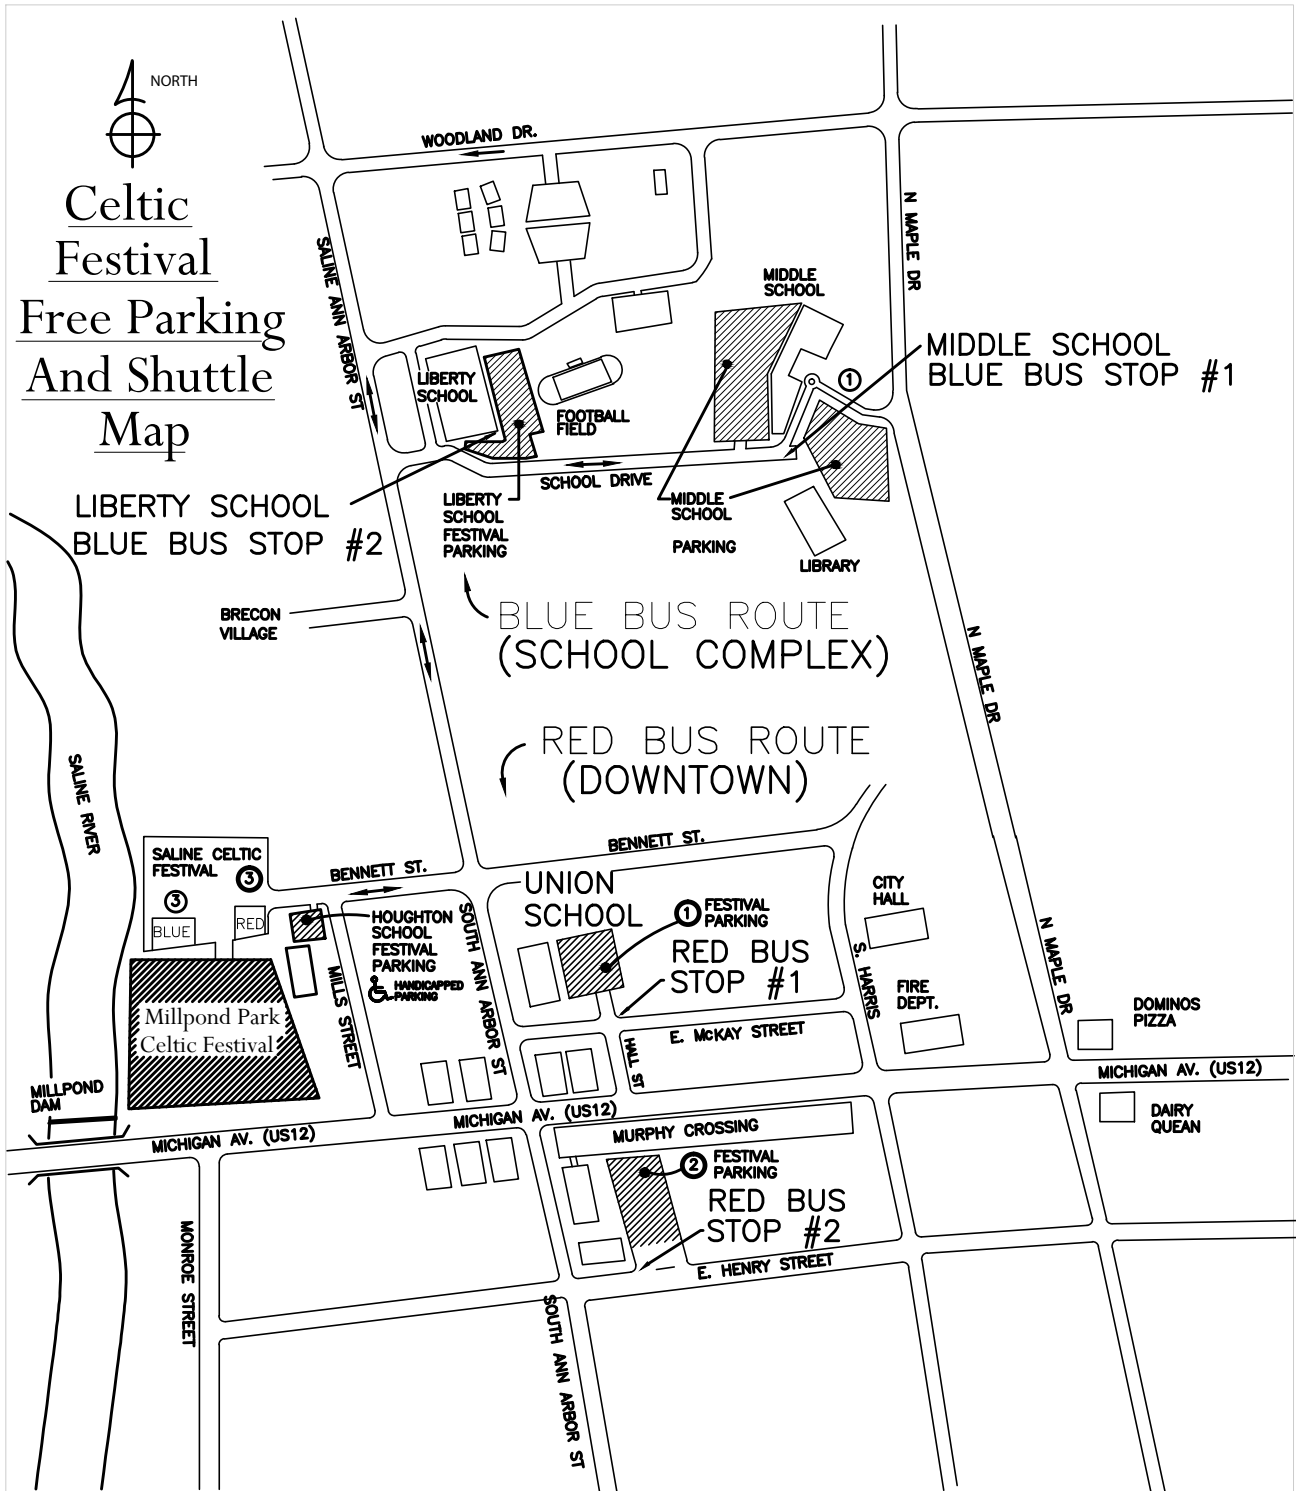 NORTH
Celtic
Festival
Free Parking
And Shuttle
Map
WOODLAND DR.
SALINE ANN ARBOR ST
N MAPLE DR
MIDDLE
SCHOOL
1
MIDDLE SCHOOL
BLUE BUS STOP #1
LIBERTY
SCHOOL
FOOTBALL
FIELD
SCHOOL DRIVE
LIBERTY SCHOOL
BLUE BUS STOP #2
LIBERTY
SCHOOL
FESTIVAL
PARKING
MIDDLE
SCHOOL
PARKING
LIBRARY
BRECON
VILLAGE
BLUE BUS ROUTE
(SCHOOL COMPLEX)
N MAPLE DR
RED BUS ROUTE
(DOWNTOWN)
SALINE RIVER
SALINE CELTIC
FESTIVAL
3
3
BLUE
RED
BENNETT ST.
BENNETT ST.
UNION
SCHOOL
HOUGHTON
SCHOOL
FESTIVAL
PARKING
HANDICAPPED
PARKING
MILLS STREET
SOUTH ANN ARBOR ST
1 FESTIVAL
PARKING
RED BUS
STOP #1
CITY
HALL
S. HARRIS
FIRE
DEPT.
N MAPLE DR
DOMINOS
PIZZA
Millpond Park
Celtic Festival
E. McKAY STREET
HALL ST
MICHIGAN AV. (US12)
MILLPOND
DAM
MICHIGAN AV. (US12)
MICHIGAN AV. (US12)
MURPHY CROSSING
DAIRY
QUEAN
2 FESTIVAL
PARKING
RED BUS
STOP #2
E. HENRY STREET
MONROE STREET
SOUTH ANN ARBOR ST